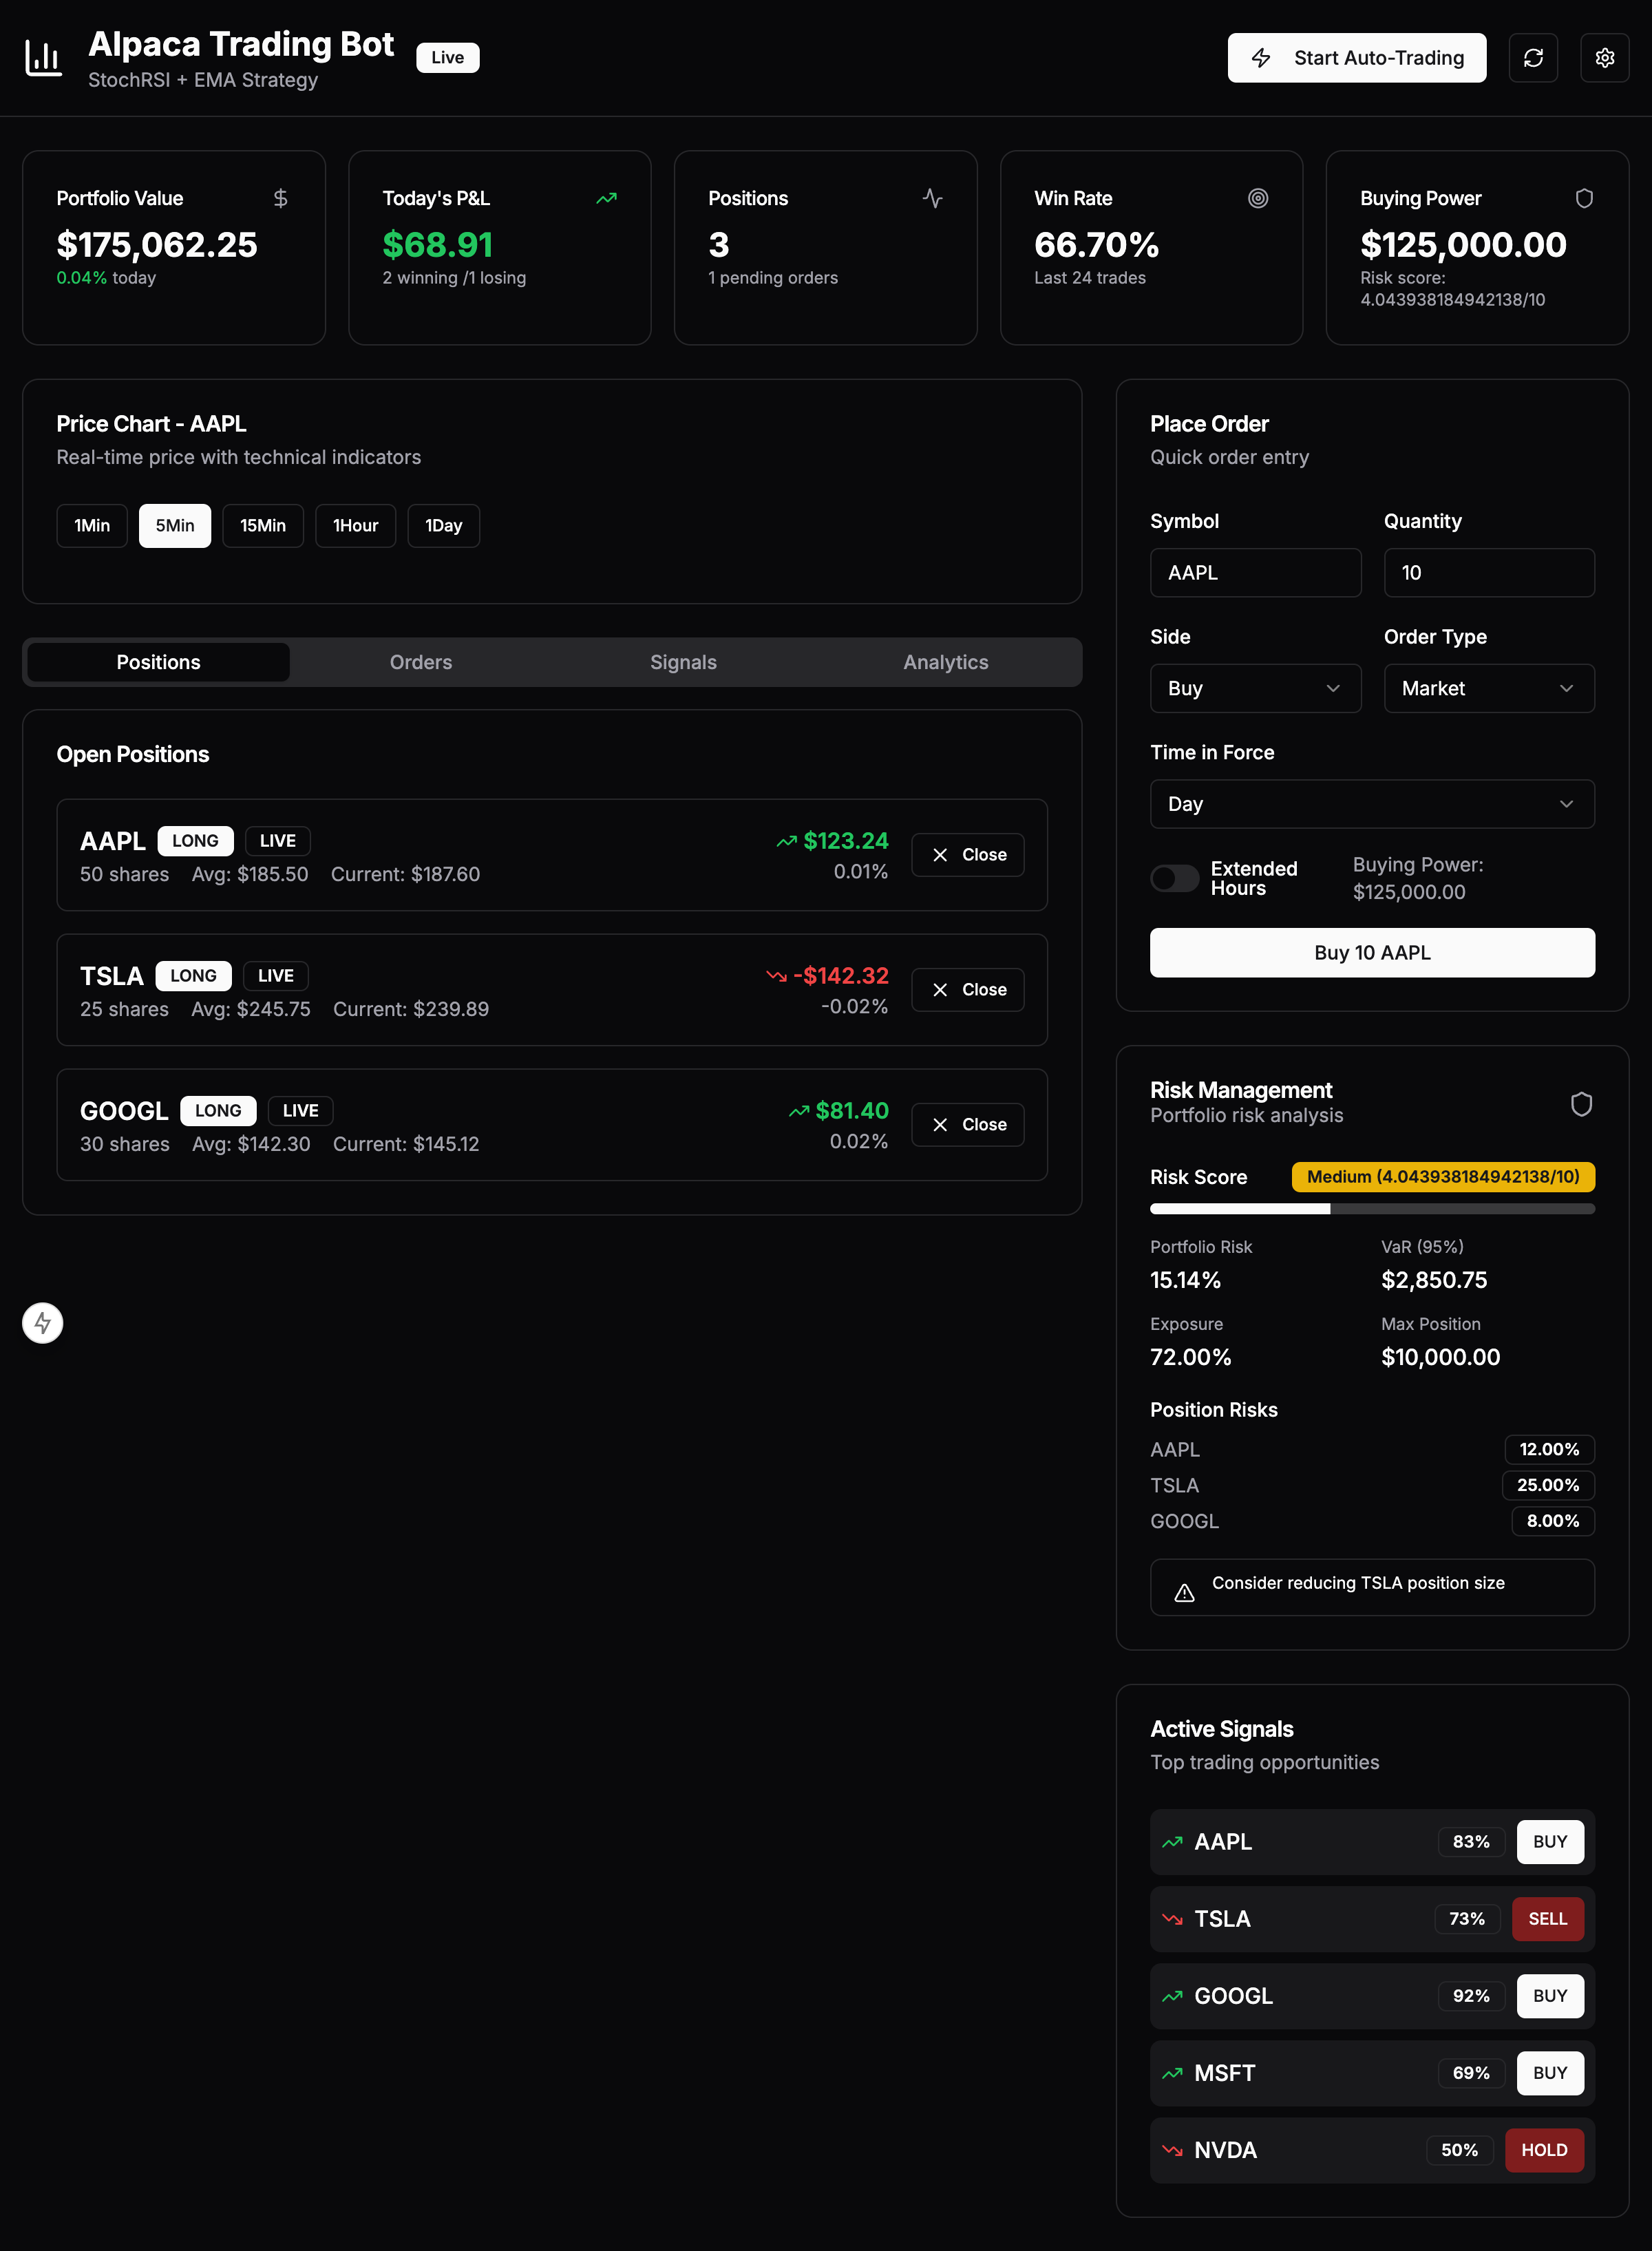 Alpaca Trading Bot
Live
StochRSI + EMA Strategy
Start Auto-Trading
Portfolio Value
$175,062.25
0.04% today
Today's P&L
$68.91
2 winning /1 losing
Positions
3
1 pending orders
Win Rate
66.70%
Last 24 trades
Buying Power
$125,000.00
Risk score:
4.043938184942138/10
Price Chart - AAPL
Real-time price with technical indicators
1Min 5Min 15Min 1Hour 1Day
Positions Orders Signals Analytics
Open Positions
AAPL LONG LIVE
50 shares Avg: $185.50 Current: $187.60
$123.24
0.01%
Close
TSLA LONG LIVE
25 shares Avg: $245.75 Current: $239.89
-$142.32
-0.02%
Close
GOOGL LONG LIVE
30 shares Avg: $142.30 Current: $145.12
$81.40
0.02%
Close
Place Order
Quick order entry
Symbol Quantity
AAPL 10
Side Order Type
Buy Market
Time in Force
Day
Extended
Hours
Buying Power:
$125,000.00
Buy 10 AAPL
Risk Management
Portfolio risk analysis
Risk Score Medium (4.043938184942138/10)
Portfolio Risk VaR (95%)
15.14% $2,850.75
Exposure Max Position
72.00% $10,000.00
Position Risks
AAPL 12.00%
TSLA 25.00%
GOOGL 8.00%
Consider reducing TSLA position size
Active Signals
Top trading opportunities
AAPL 83% BUY
TSLA 73% SELL
GOOGL 92% BUY
MSFT 69% BUY
NVDA 50% HOLD